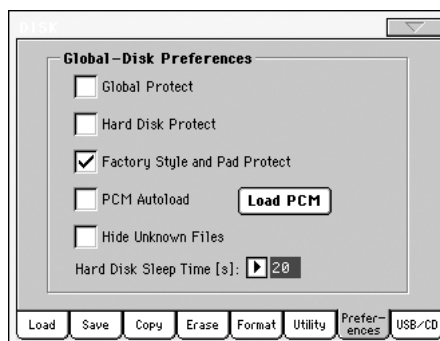 DISK
Global-Disk Preferences
Global Protect
Hard Disk Protect
Factory Style and Pad Protect
PCM Autoload Load PCM
Hide Unknown Files
Hard Disk Sleep Time [s]: 20
Load Save Copy Erase Format Utility Prefer-
ences USB/CD